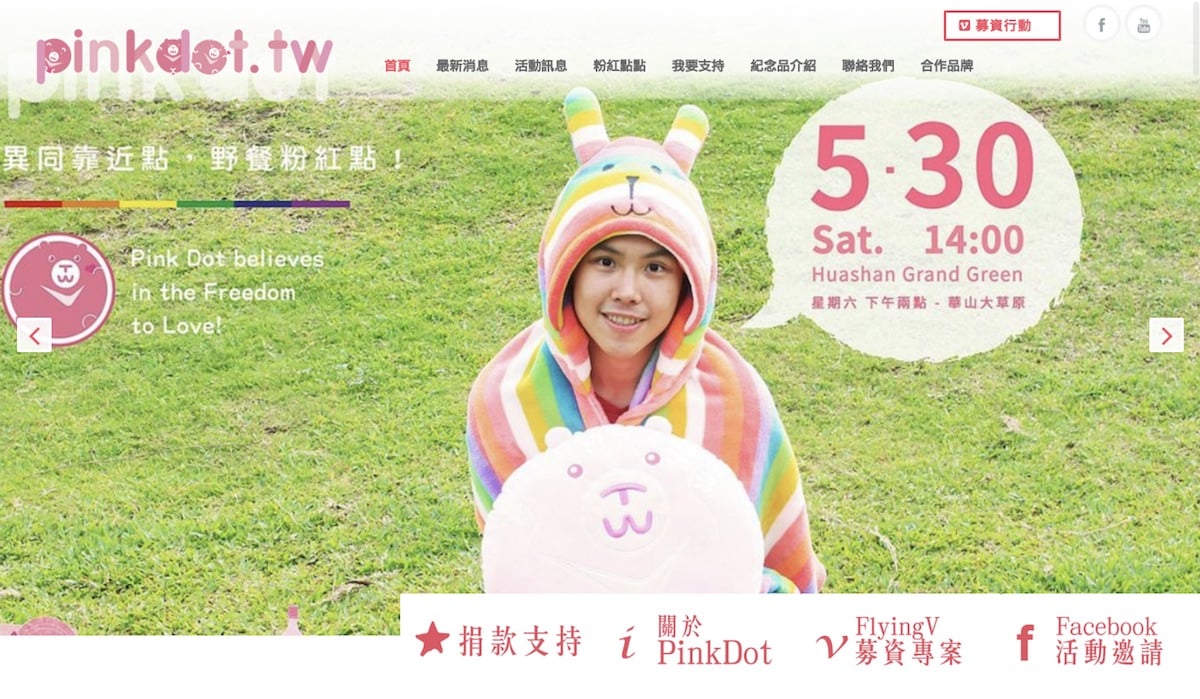 pinkdot.tw
募資行動
首頁 最新消息 活動訊息 粉紅點點 我要支持 紀念品介紹 聯絡我們 合作品牌
異同靠近點，野餐粉紅點！
Pink Dot believes
in the Freedom
to Love!
TW
5·30
Sat. 14:00
Huashan Grand Green
星期六 下午兩點 - 華山大草原
TW
捐款支持
關於
PinkDot
FlyingV
募資專案
Facebook
活動邀請